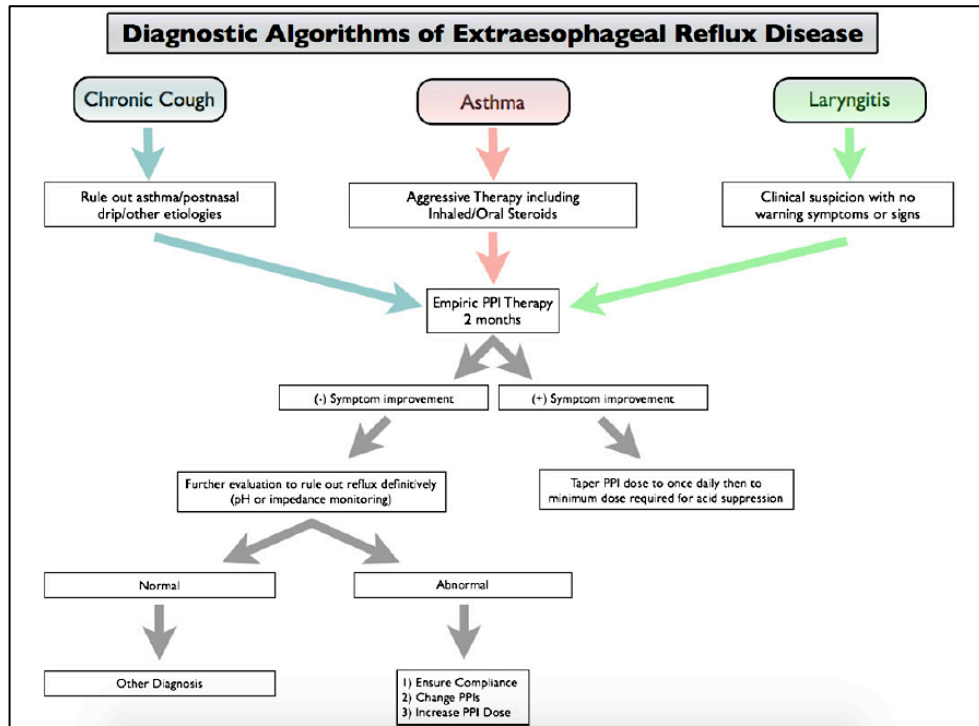 Diagnostic Algorithms of Extraesophageal Reflux Disease
Chronic Cough
Asthma
Laryngitis
Rule out asthma/postnasal
drip/other etiologies
Aggressive Therapy including
Inhaled/Oral Steroids
Clinical suspicion with no
warning symptoms or signs
Empiric PPI Therapy
2 months
(-) Symptom improvement
(+) Symptom improvement
Further evaluation to rule out reflux definitively
(pH or impedance monitoring)
Taper PPI dose to once daily then to
minimum dose required for acid suppression
Normal
Abnormal
Other Diagnosis
1) Ensure Compliance
2) Change PPIs
3) Increase PPI Dose